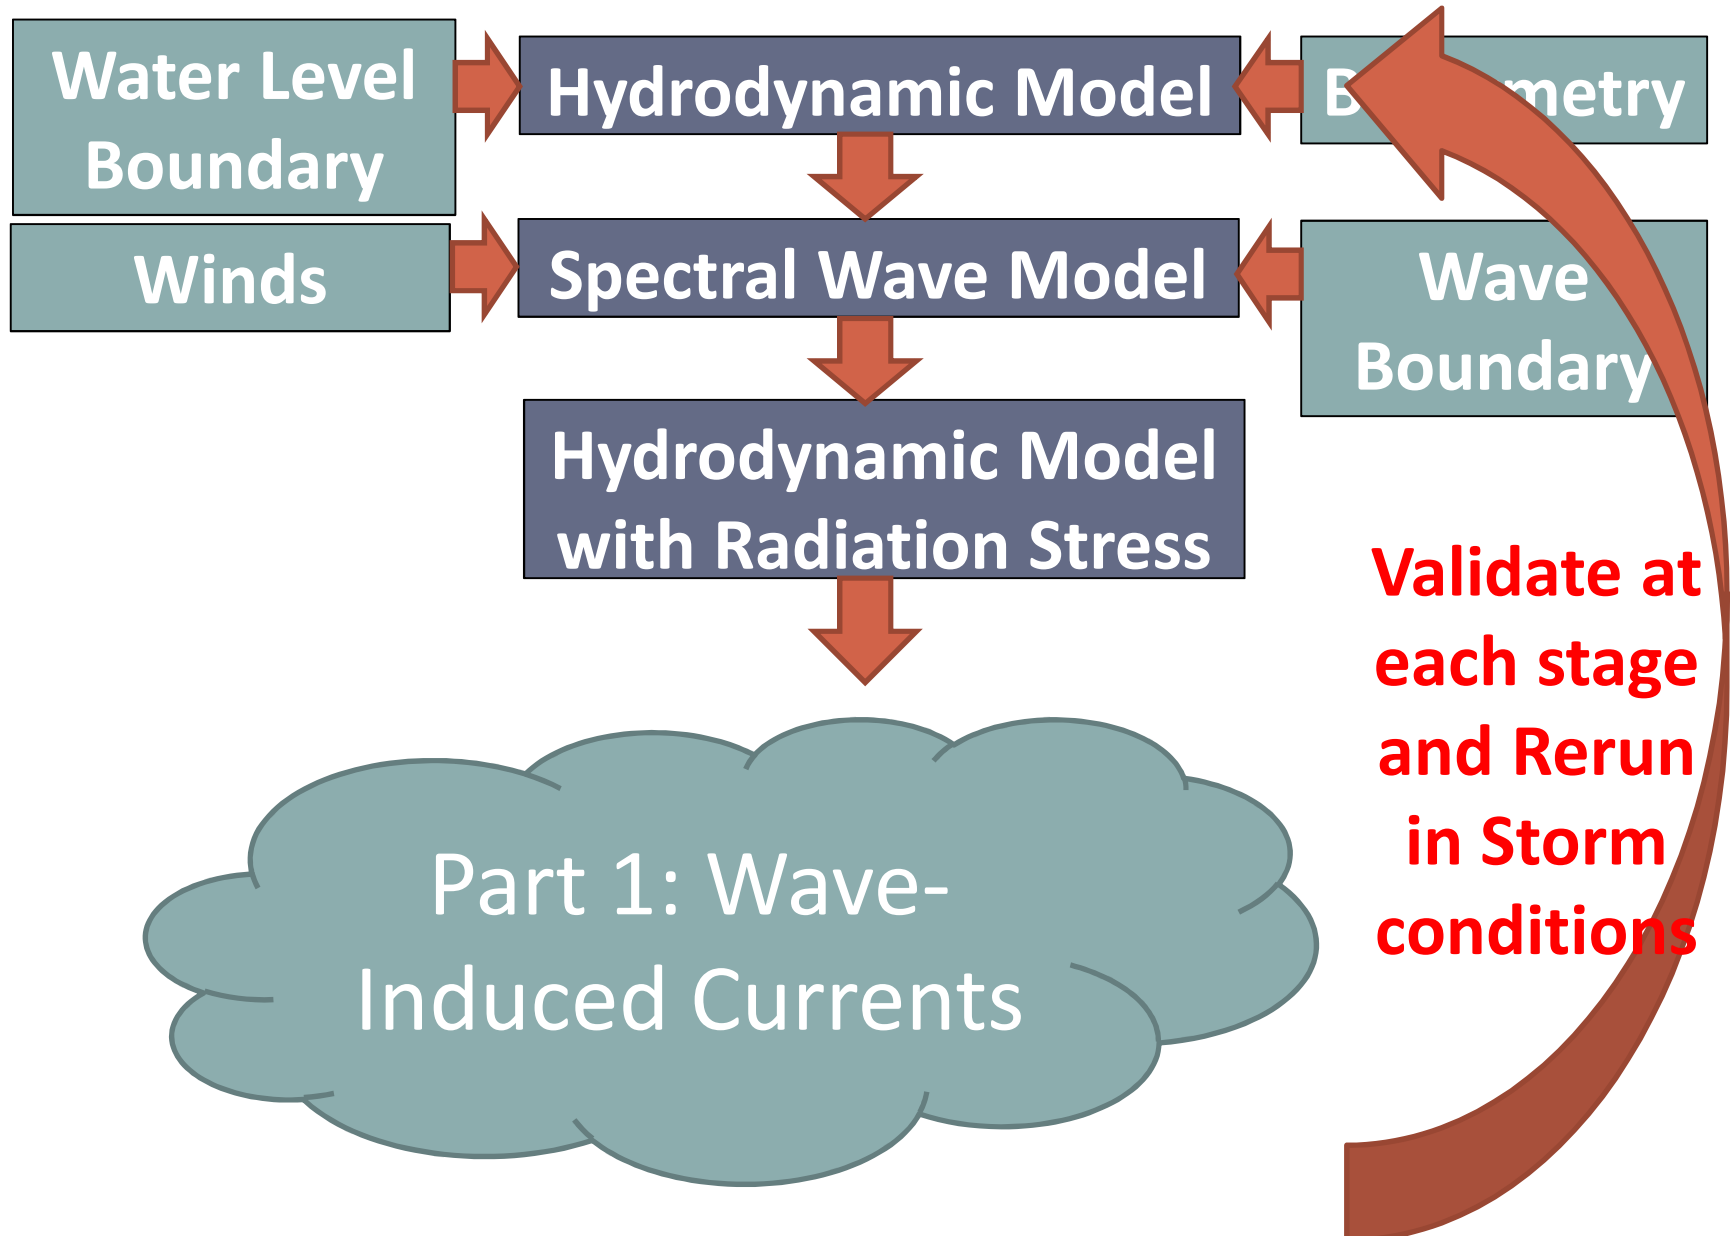 Water Level
Boundary
Hydrodynamic Model
Winds
Spectral Wave Model
Wave
Boundary
Hydrodynamic Model
with Radiation Stress
Validate at
each stage
and Rerun
in Storm
conditions
Part 1: Wave-
Induced Currents